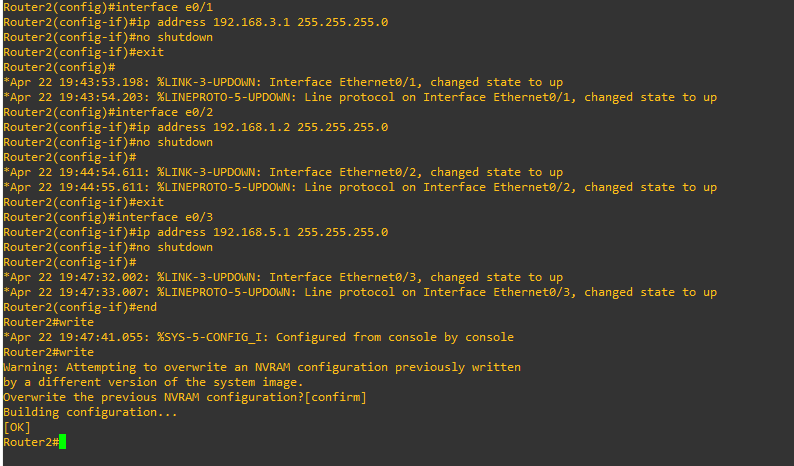 Router2(config)#interface e0/1
Router2(config-if)#ip address 192.168.3.1 255.255.255.0
Router2(config-if)#no shutdown
Router2(config-if)#exit
Router2(config)#
*Apr 22 19:43:53.198: %LINK-3-UPDOWN: Interface Ethernet0/1, changed state to up
*Apr 22 19:43:54.203: %LINEPROTO-5-UPDOWN: Line protocol on Interface Ethernet0/1, changed state to up
Router2(config)#interface e0/2
Router2(config-if)#ip address 192.168.1.2 255.255.255.0
Router2(config-if)#no shutdown
Router2(config-if)#
*Apr 22 19:44:54.611: %LINK-3-UPDOWN: Interface Ethernet0/2, changed state to up
*Apr 22 19:44:55.611: %LINEPROTO-5-UPDOWN: Line protocol on Interface Ethernet0/2, changed state to up
Router2(config-if)#exit
Router2(config)#interface e0/3
Router2(config-if)#ip address 192.168.5.1 255.255.255.0
Router2(config-if)#no shutdown
Router2(config-if)#
*Apr 22 19:47:32.002: %LINK-3-UPDOWN: Interface Ethernet0/3, changed state to up
*Apr 22 19:47:33.007: %LINEPROTO-5-UPDOWN: Line protocol on Interface Ethernet0/3, changed state to up
Router2(config-if)#end
Router2#write
*Apr 22 19:47:41.055: %SYS-5-CONFIG_I: Configured from console by console
Router2#write
Warning: Attempting to overwrite an NVRAM configuration previously written
by a different version of the system image.
Overwrite the previous NVRAM configuration?[confirm]
Building configuration...
[OK]
Router2#